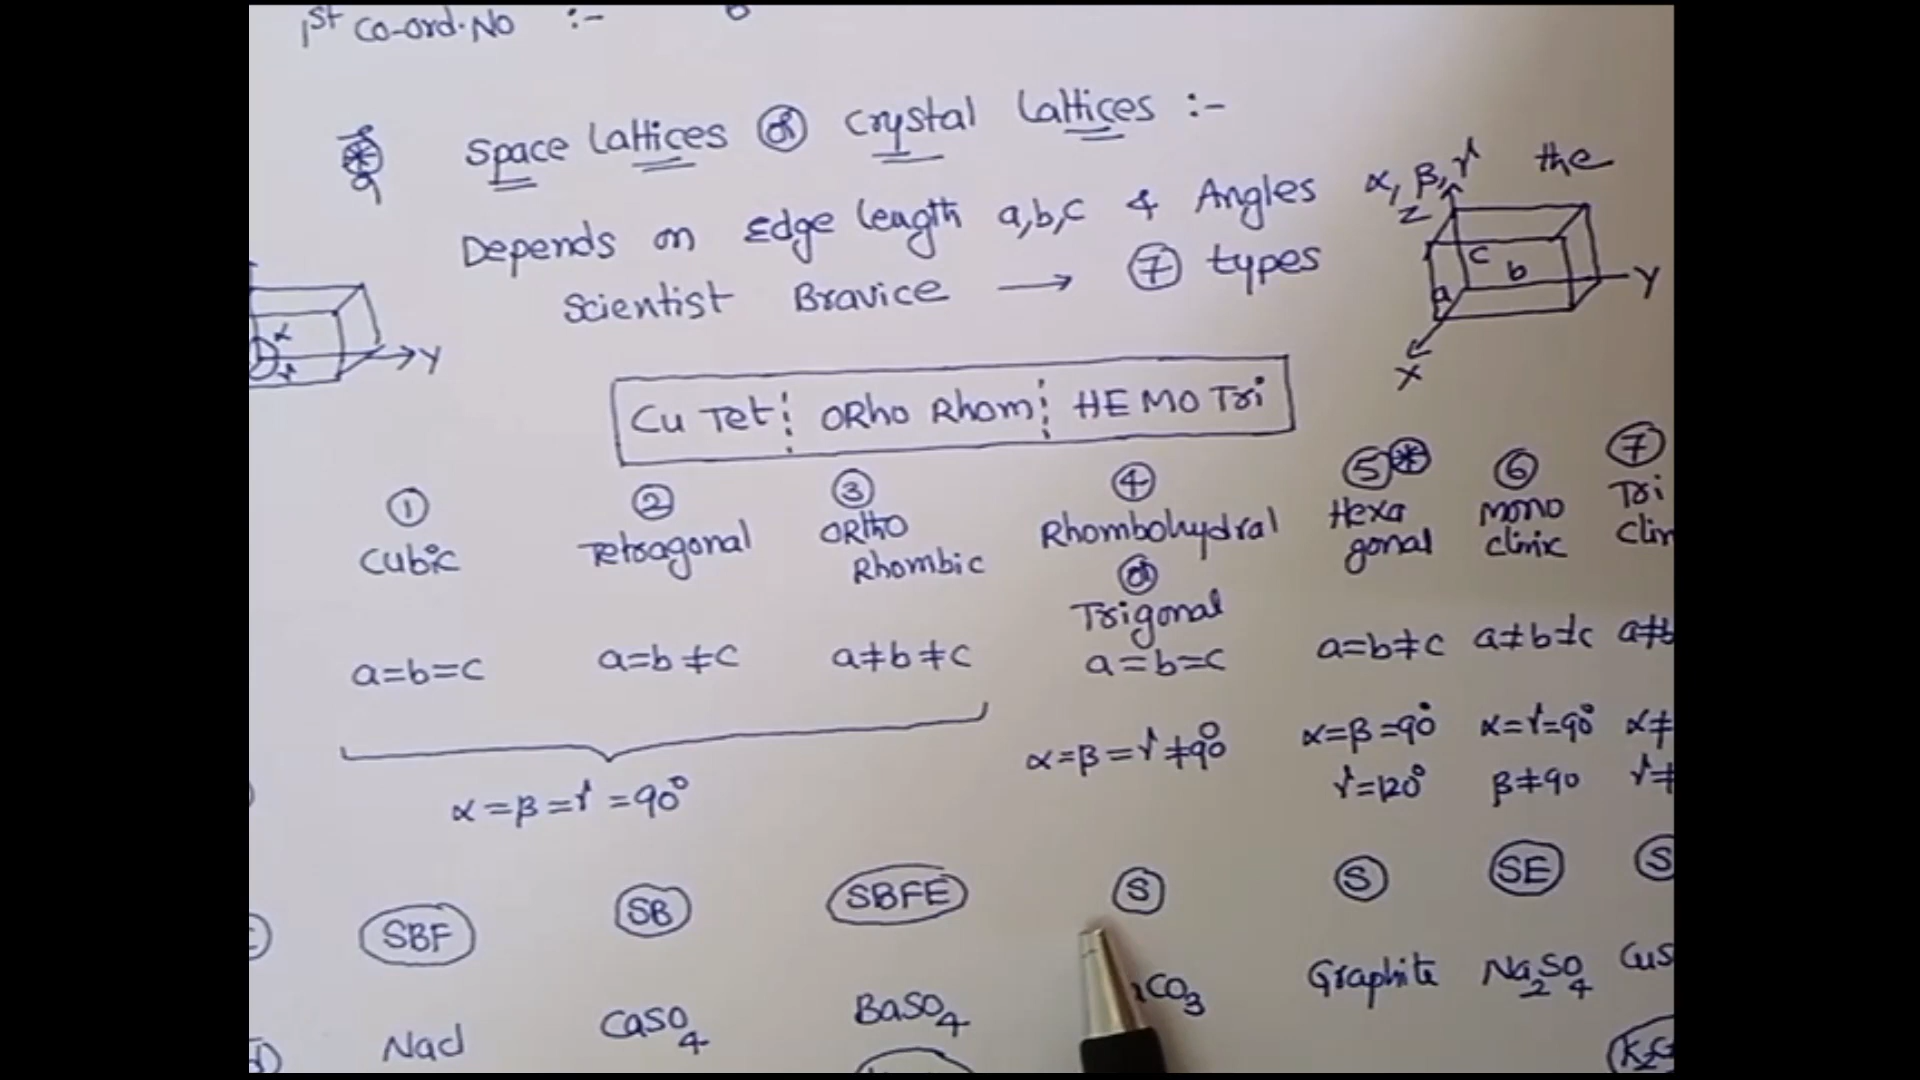 1st Co-ord.No :-
Space Lattices or Crystal Lattices :-
Depends on Edge length a,b,c & Angles α, β, γ the
Scientist Bravice → 7 types
Z
c
b
a
Y
X
α
γ
Y
Cu Tet ORho Rhom HE MO Tri
1 2 3 4 5 * 6 7
Cubic Tetragonal ORtho Rhombohydral Hexa mono Tri
Rhombic or gonal clinic Clin
Trigonal
a=b=c a=b≠c a≠b≠c a=b=c a=b≠c a≠b≠c a≠b
α=β=γ≠90° α=β=90° α=γ=90° α≠
α=β=γ=90° γ=120° β≠90 γ≠
SBF SB SBFE S S SE S
Nacl CaSO4 BaSO4 CO3 Graphite Na2SO4 CuS